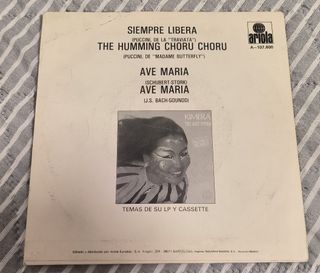 SIEMPRE LIBERA
(PUCCINI, DE LA "TRAVIATA")
THE HUMMING CHORU CHORU
(PUCCINI, DE "MADAME BUTTERFLY")
AVE MARIA
(SCHUBERT-STORK)
AVE MARIA
(J.S. BACH-GOUNOD)
ariola
A-107.600
KIMERA
TEMAS DE SU LP Y CASSETTE